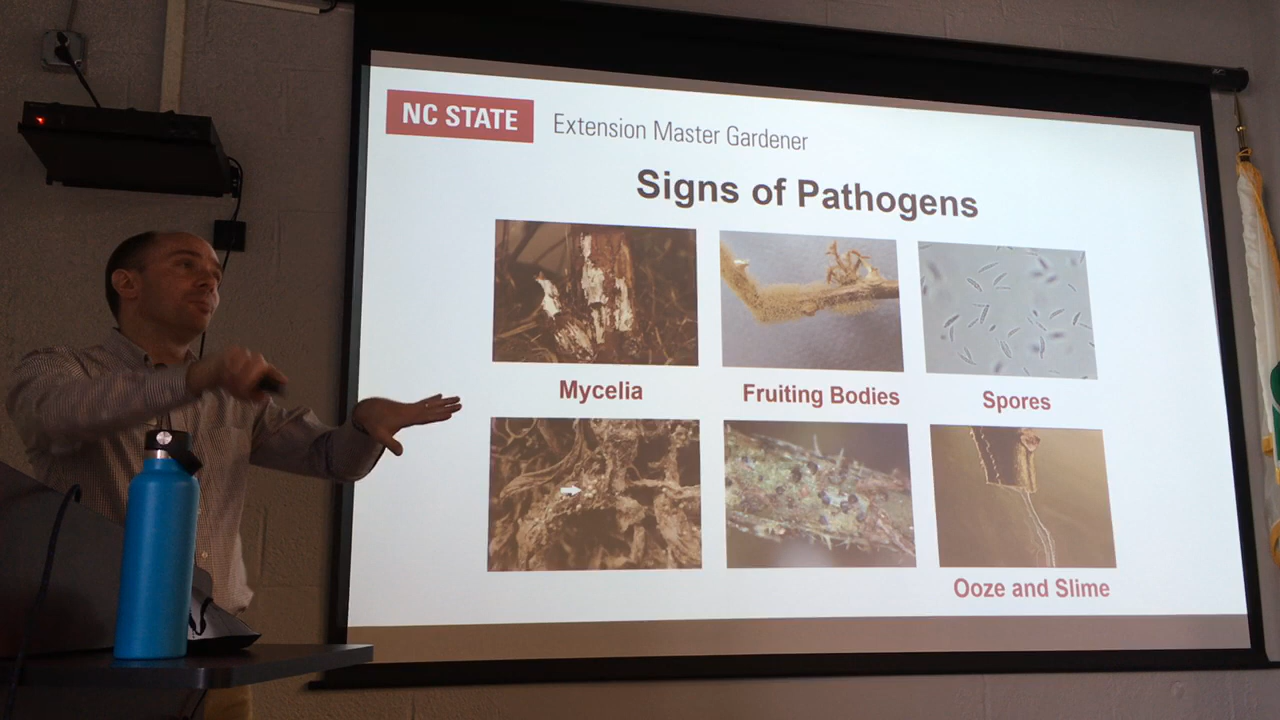 NC STATE
Extension Master Gardener
Signs of Pathogens
Mycelia
Fruiting Bodies
Spores
Ooze and Slime